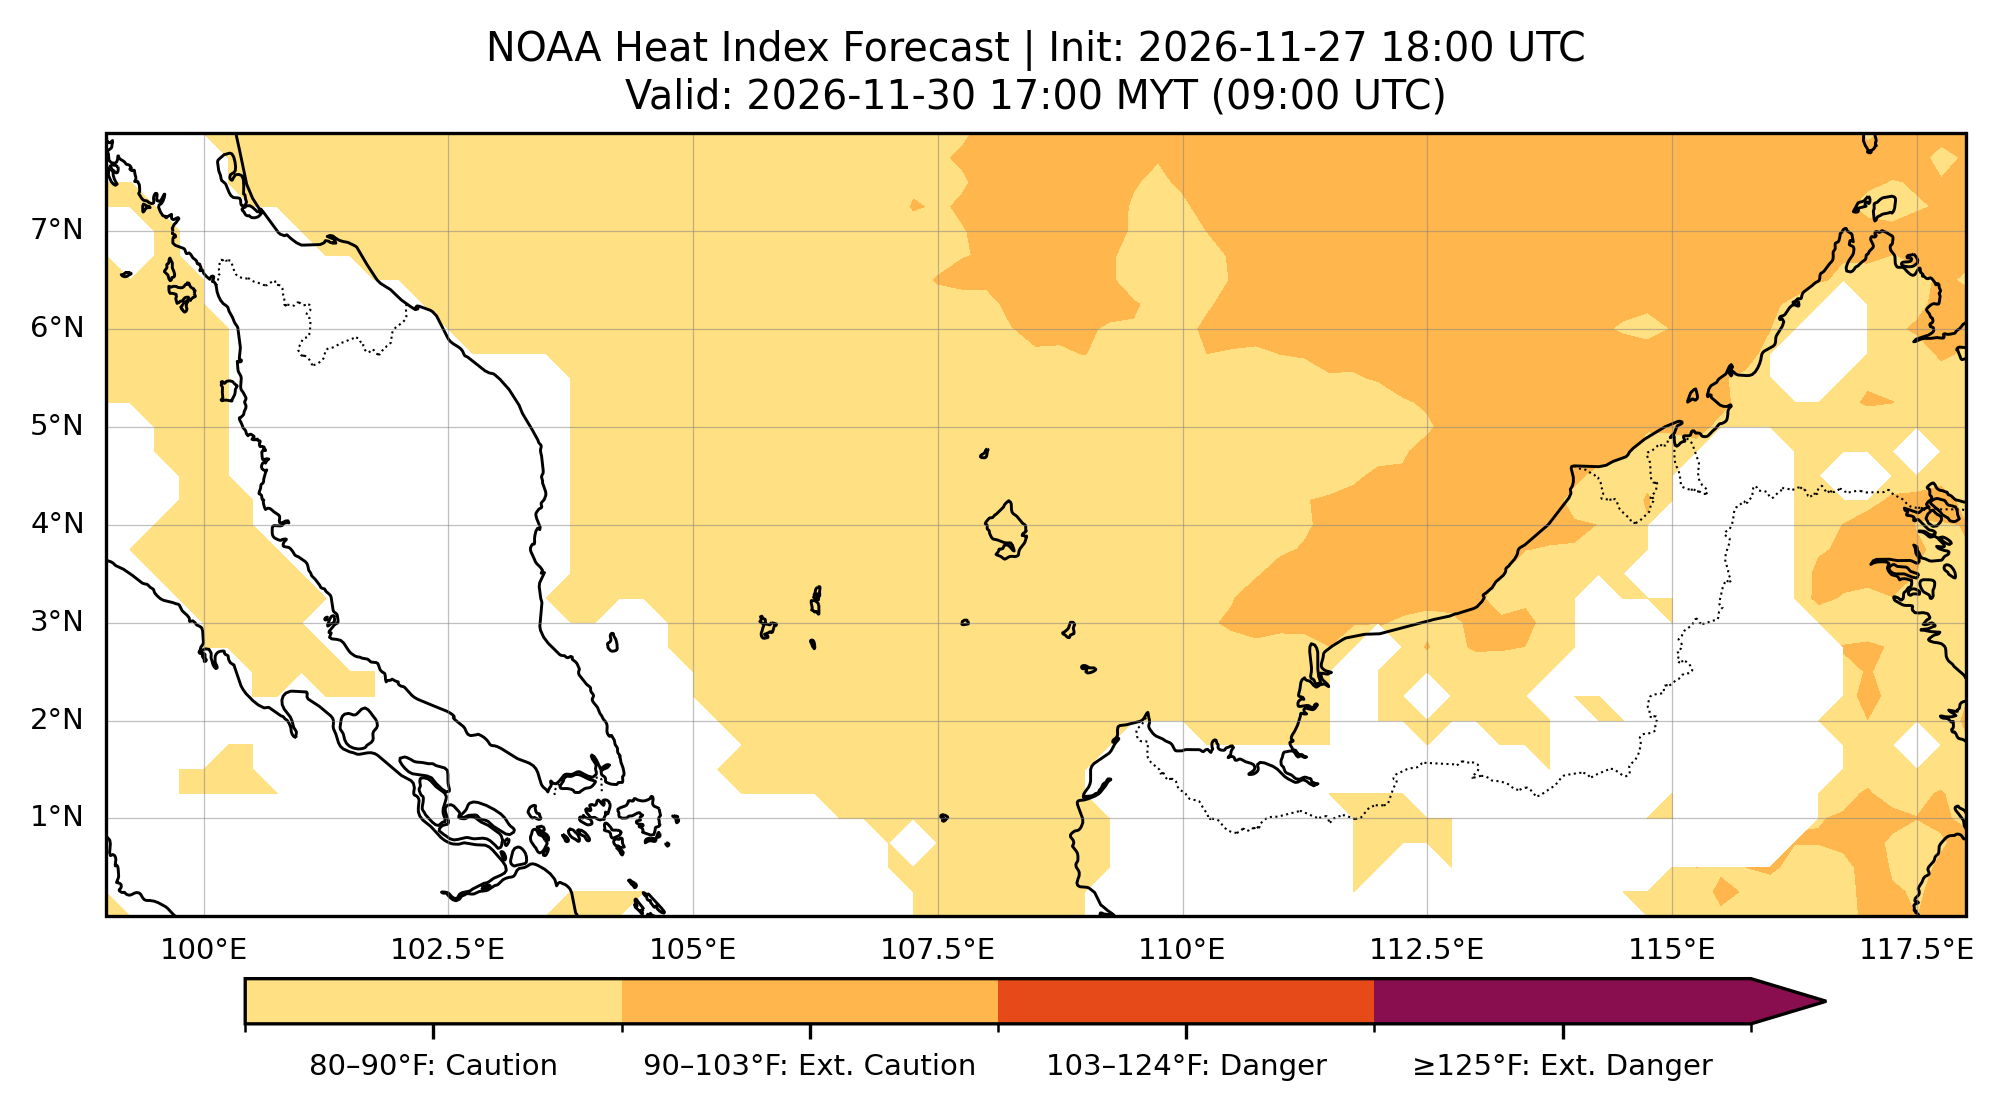 NOAA Heat Index Forecast | Init: 2026-11-27 18:00 UTC
Valid: 2026-11-30 17:00 MYT (09:00 UTC)
7°N
6°N
5°N
4°N
3°N
2°N
1°N
100°E
102.5°E
105°E
107.5°E
110°E
112.5°E
115°E
117.5°E
80–90°F: Caution
90–103°F: Ext. Caution
103–124°F: Danger
≥125°F: Ext. Danger